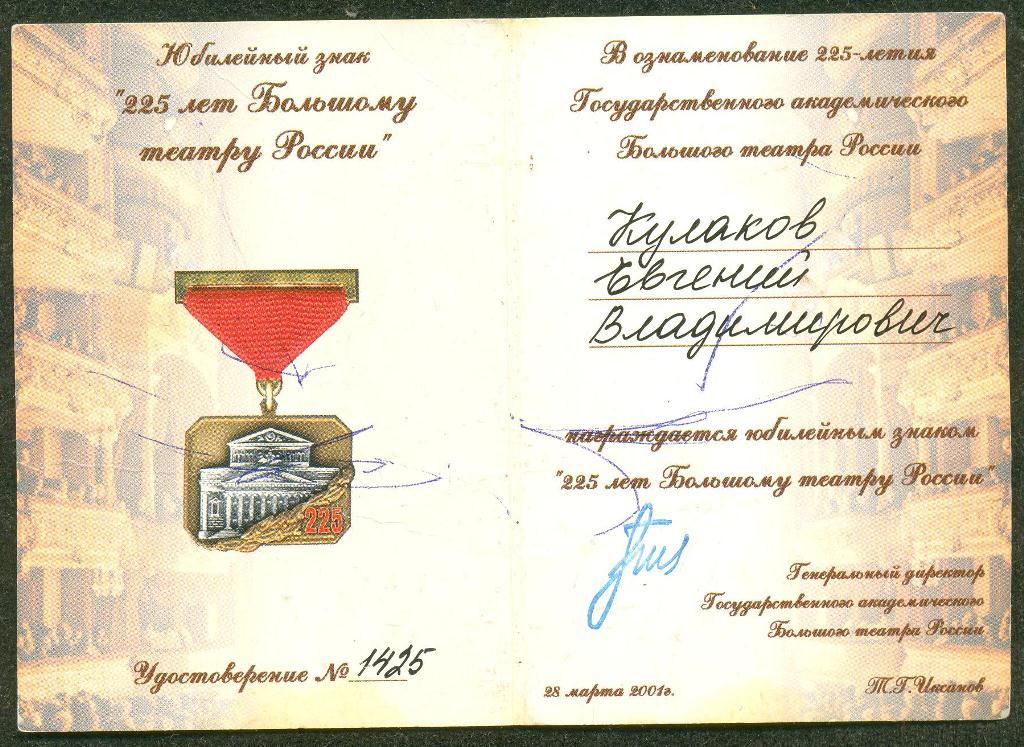 Юбилейный знак
"225 лет Большому
театру России"
225
Удостоверение № 1425
В ознаменование 225-летия
Государственного академического
Большого театра России
Кулаков
Евгений
Владимирович
награждается юбилейным знаком
"225 лет Большому театру России"
Генеральный директор
Государственного академического
Большого театра России
28 марта 2001г.
Т.Г. Иксанов